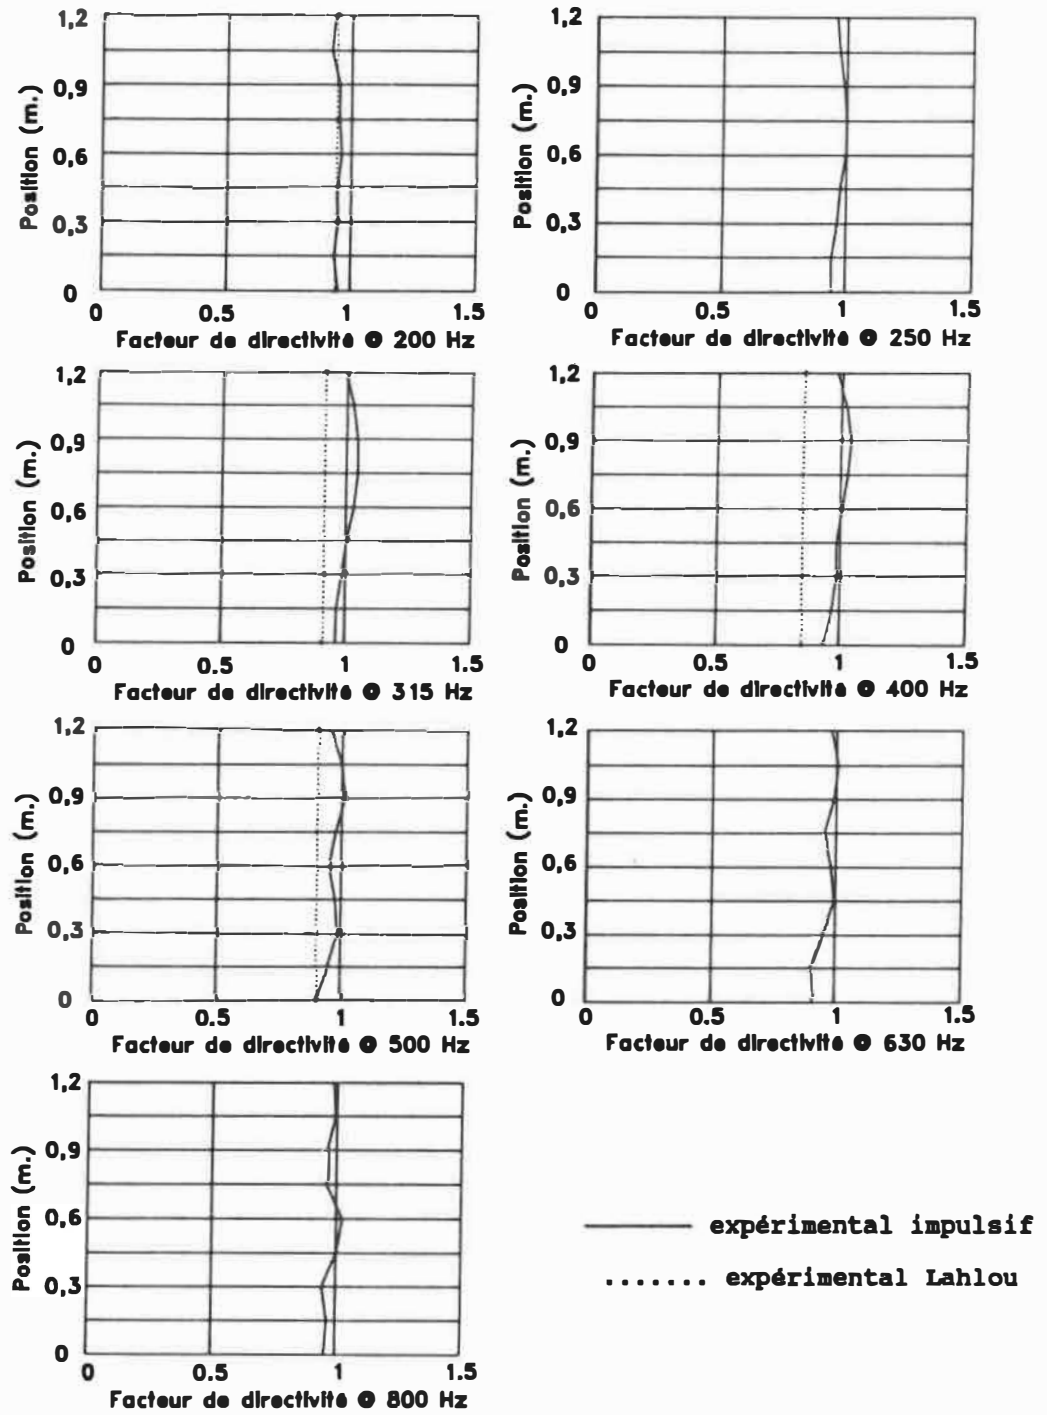 1,2
0,9
0,6
0,3
0
Position (m.)
0 0.5 1 1.5
Facteur de directivité @ 200 Hz
1,2
0,9
0,6
0,3
0
Position (m.)
0 0.5 1 1.5
Facteur de directivité @ 250 Hz
1,2
0,9
0,6
0,3
0
Position (m.)
0 0.5 1 1.5
Facteur de directivité @ 315 Hz
1,2
0,9
0,6
0,3
0
Position (m.)
0 0.5 1 1.5
Facteur de directivité @ 400 Hz
1,2
0,9
0,6
0,3
0
Position (m.)
0 0.5 1 1.5
Facteur de directivité @ 500 Hz
1,2
0,9
0,6
0,3
0
Position (m.)
0 0.5 1 1.5
Facteur de directivité @ 630 Hz
1,2
0,9
0,6
0,3
0
Position (m.)
0 0.5 1 1.5
Facteur de directivité @ 800 Hz
expérimental impulsif
expérimental Lahlou